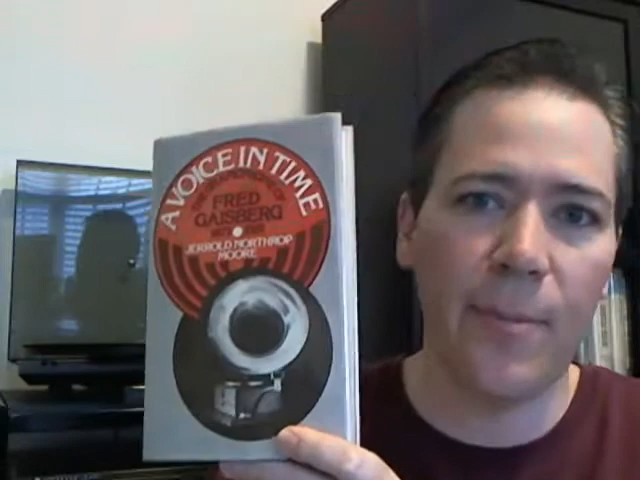 A VOICE IN TIME
FRED
GAISBERG
JERROLD NORTHROP
MOORE